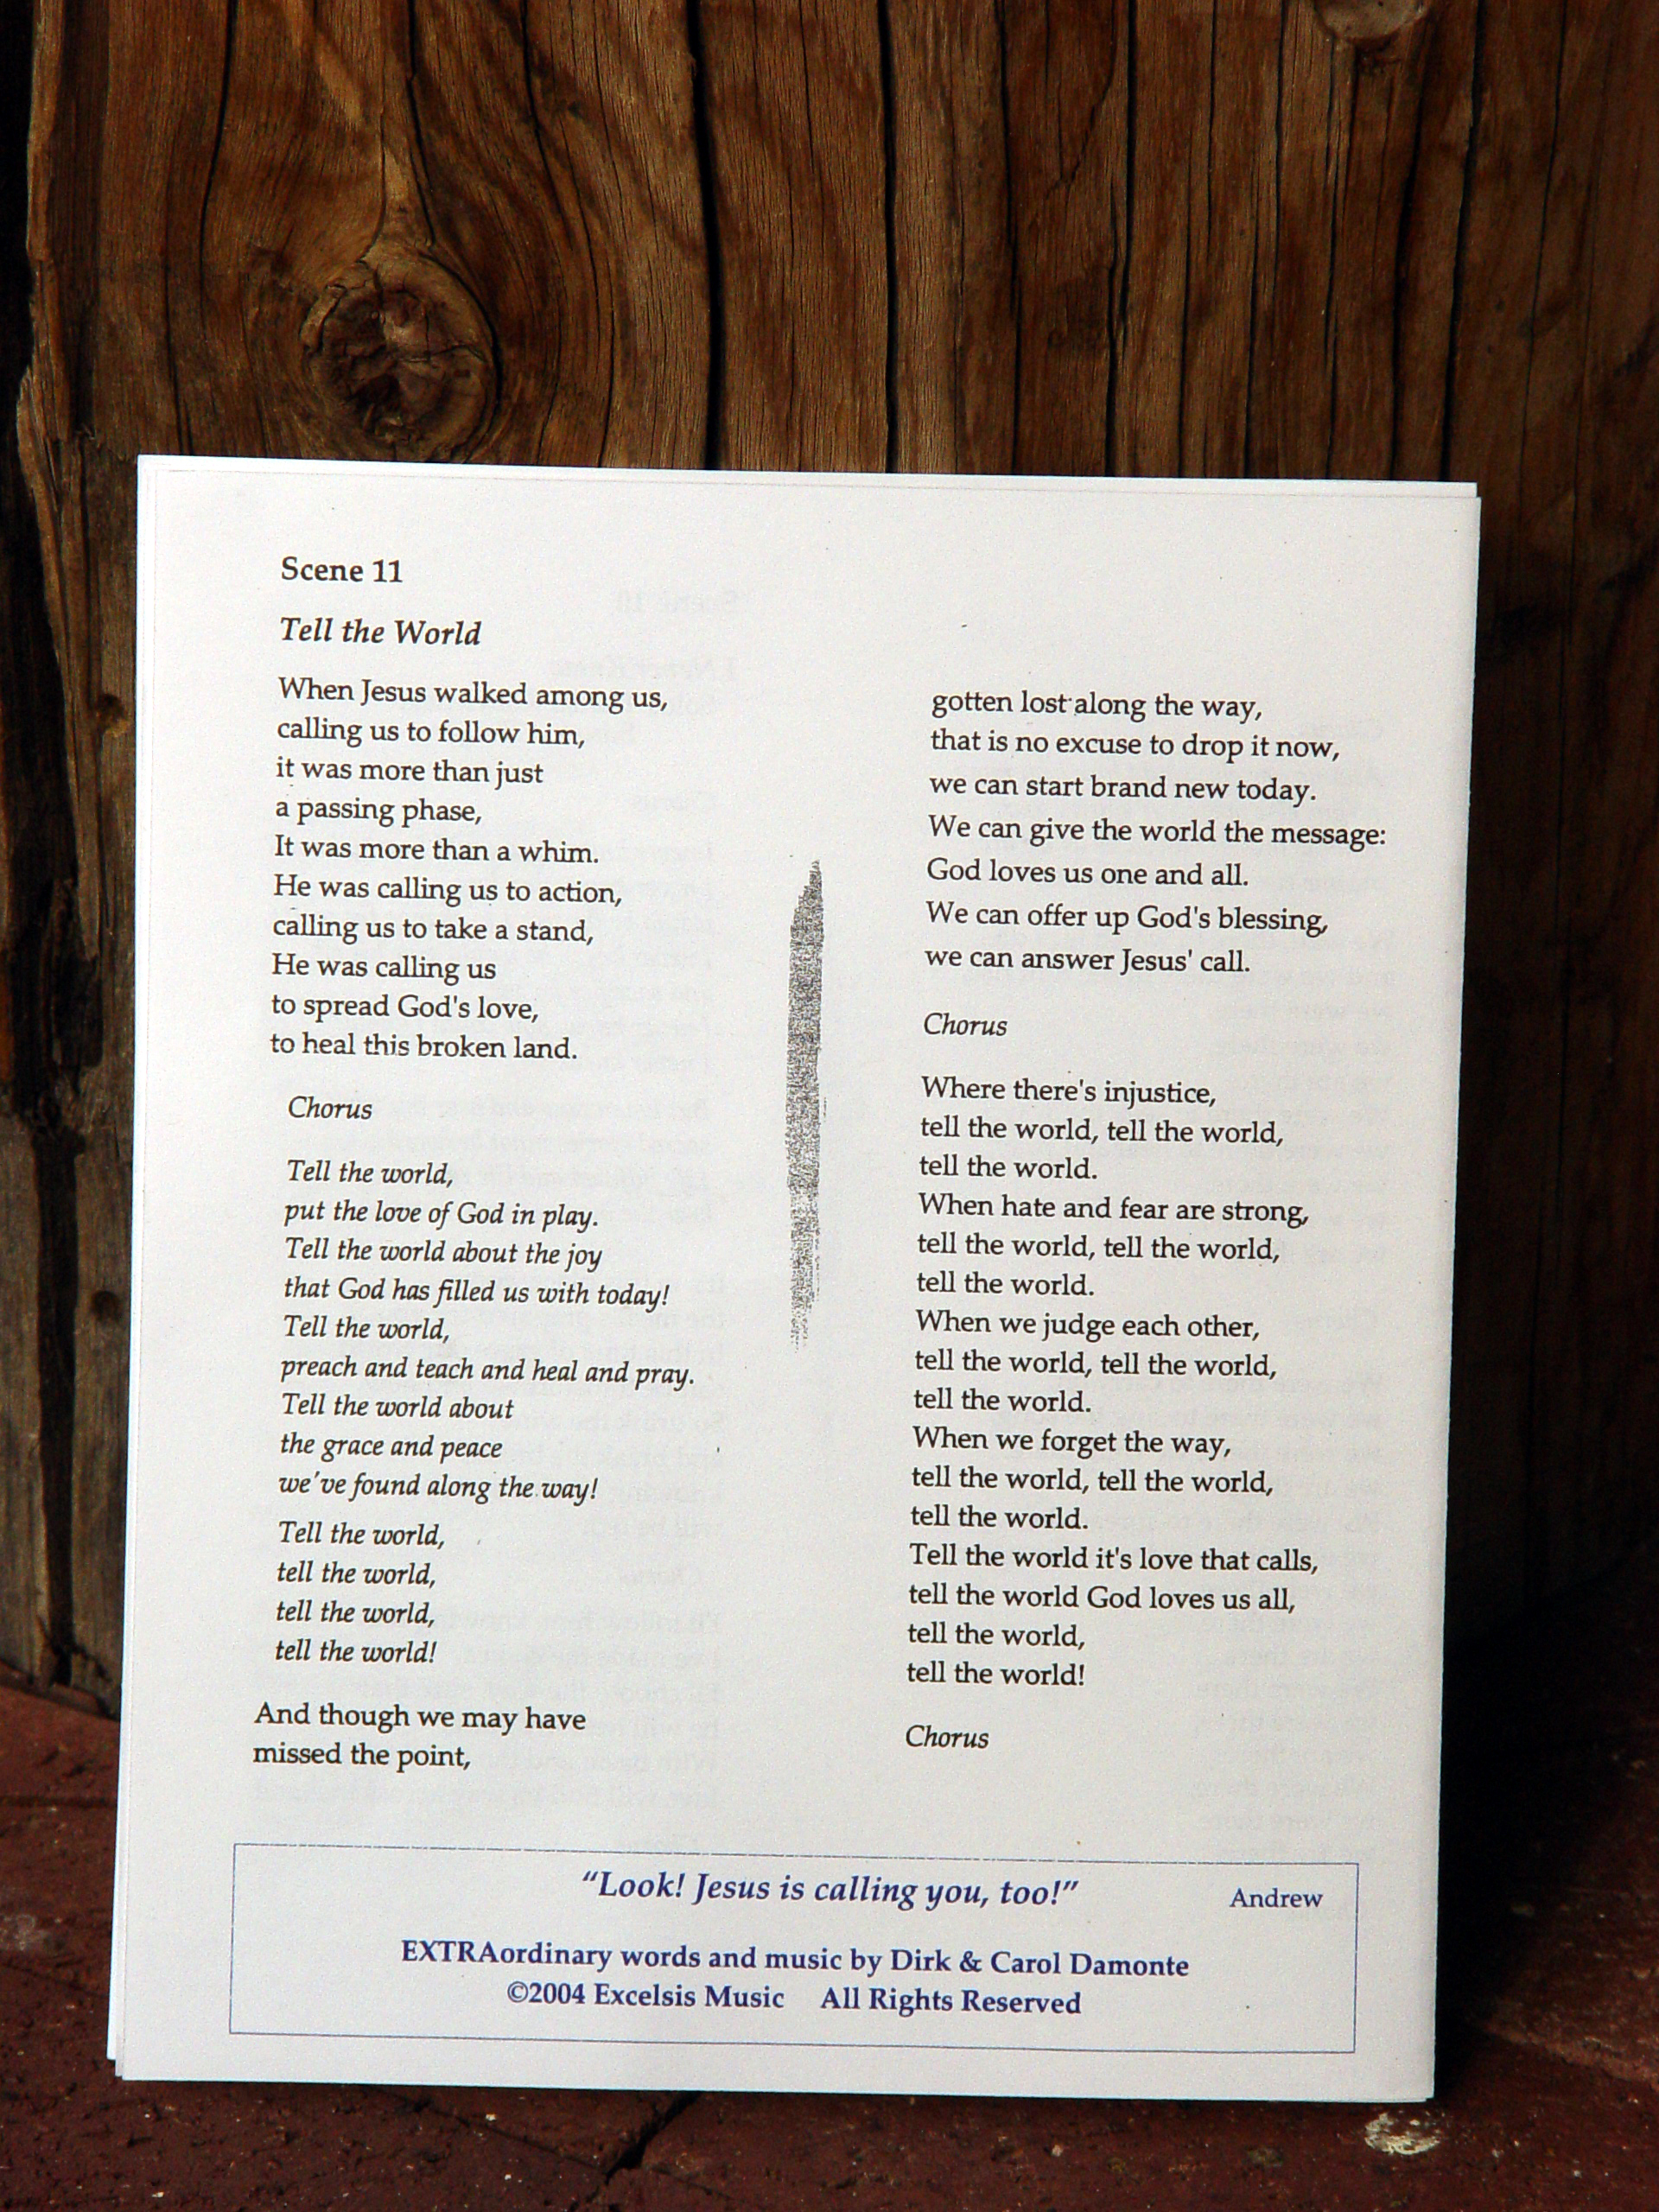 Scene 11
Tell the World
When Jesus walked among us,
calling us to follow him,
it was more than just
a passing phase,
It was more than a whim.
He was calling us to action,
calling us to take a stand,
He was calling us
to spread God's love,
to heal this broken land.
Chorus
Tell the world,
put the love of God in play.
Tell the world about the joy
that God has filled us with today!
Tell the world,
preach and teach and heal and pray.
Tell the world about
the grace and peace
we've found along the way!
Tell the world,
tell the world,
tell the world,
tell the world!
And though we may have
missed the point,
gotten lost along the way,
that is no excuse to drop it now,
we can start brand new today.
We can give the world the message:
God loves us one and all.
We can offer up God's blessing,
we can answer Jesus' call.
Chorus
Where there's injustice,
tell the world, tell the world,
tell the world.
When hate and fear are strong,
tell the world, tell the world,
tell the world.
When we judge each other,
tell the world, tell the world,
tell the world.
When we forget the way,
tell the world, tell the world,
tell the world.
Tell the world it's love that calls,
tell the world God loves us all,
tell the world,
tell the world!
Chorus
“Look! Jesus is calling you, too!” Andrew
EXTRAordinary words and music by Dirk & Carol Damonte
©2004 Excelsis Music All Rights Reserved